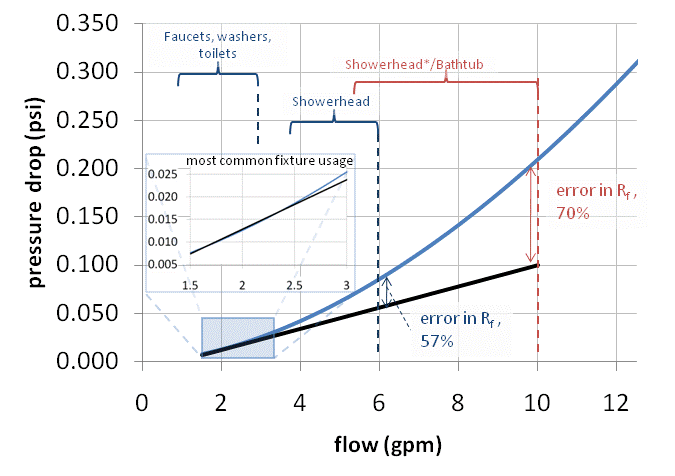 0.350
0.300
0.250
0.200
0.150
0.100
0.050
0.000
pressure drop (psi)
0 2 4 6 8 10 12
flow (gpm)
Faucets, washers,
toilets
Showerhead
Showerhead*/Bathtub
most common fixture usage
0.025
0.020
0.015
0.010
0.005
1.5 2 2.5 3
error in Rf ,
70%
error in Rf ,
57%